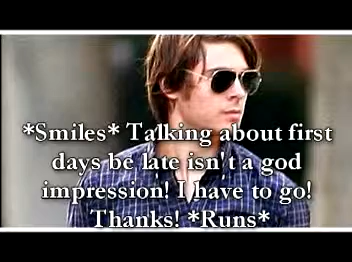 *Smiles* Talking about first
days be late isn't a god
impression! I have to go!
Thanks! *Runs*